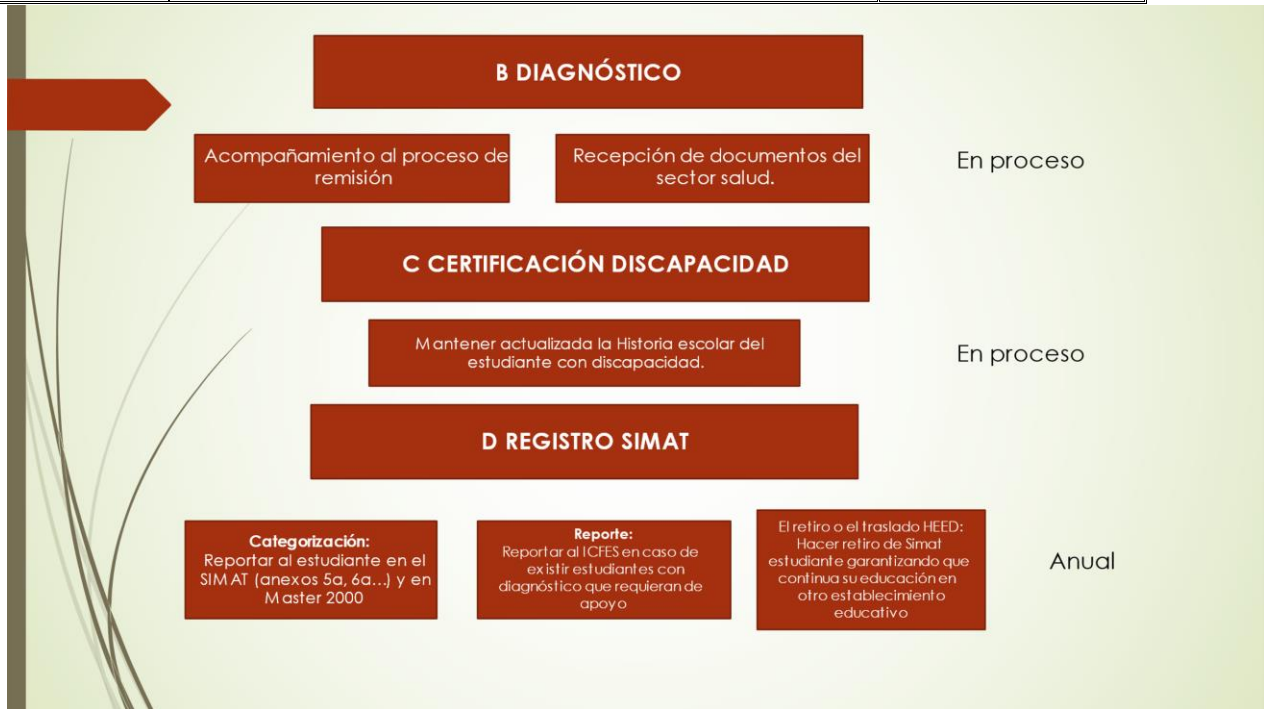 B DIAGNÓSTICO
Acompañamiento al proceso de
remisión
Recepción de documentos del
sector salud.
En proceso
C CERTIFICACIÓN DISCAPACIDAD
Mantener actualizada la Historia escolar del
estudiante con discapacidad.
En proceso
D REGISTRO SIMAT
Categorización:
Reportar al estudiante en el
SIMAT (anexos 5a, 6a...) y en
Master 2000
Reporte:
Reportar al ICFES en caso de
existir estudiantes con
diagnóstico que requieran de
apoyo
El retiro o el traslado HEED:
Hacer retiro de Simat
estudiante garantizando que
continua su educación en
otro establecimiento
educativo
Anual